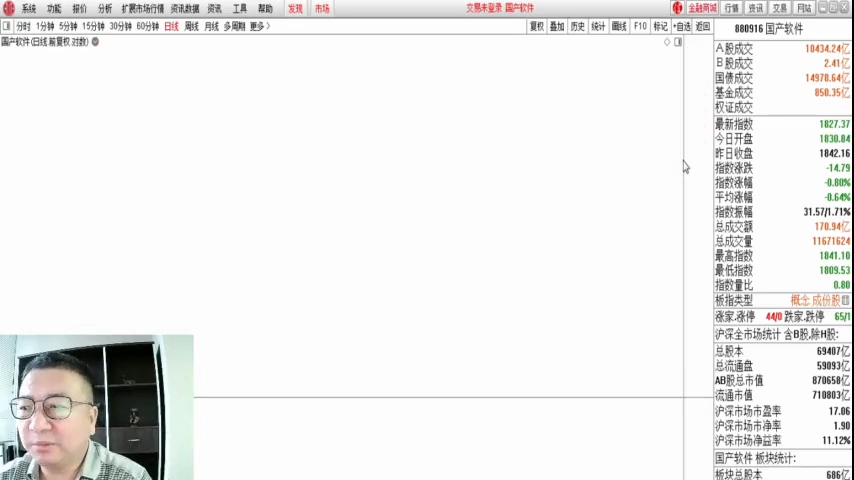 系统 功能 报价 分析 扩展市场行情 资讯数据 资讯 工具 帮助 发现 市场 交易未登录 国产软件 金融商城 行情 资讯 交易 网站
分时 1分钟 5分钟 15分钟 30分钟 60分钟 日线 周线 月线 多周期 更多> 复权 叠加 历史 统计 画线 F10 标记 +自选 返回
国产软件(日线.前复权.对数)
880916 国产软件
A股成交 10434.24亿
B股成交 2.41亿
国债成交 14970.64亿
基金成交 850.35亿
权证成交
最新指数 1827.37
今日开盘 1830.84
昨日收盘 1842.16
指数涨跌 -14.79
指数涨幅 -0.80%
平均涨幅 -0.64%
指数振幅 31.57/1.71%
总成交额 170.94亿
总成交量 11671624
最高指数 1841.10
最低指数 1809.53
指数量比 0.80
板指类型 概念 成份股
涨家.涨停 44/0 跌家.跌停 65/1
沪深全市场统计 含B股,除H股:
总股本 69407亿
总流通盘 59093亿
AB股总市值 870658亿
流通市值 710803亿
沪深市场市盈率 17.06
沪深市场市净率 1.90
沪深市场净益率 11.12%
国产软件 板块统计:
板块总股本 686亿